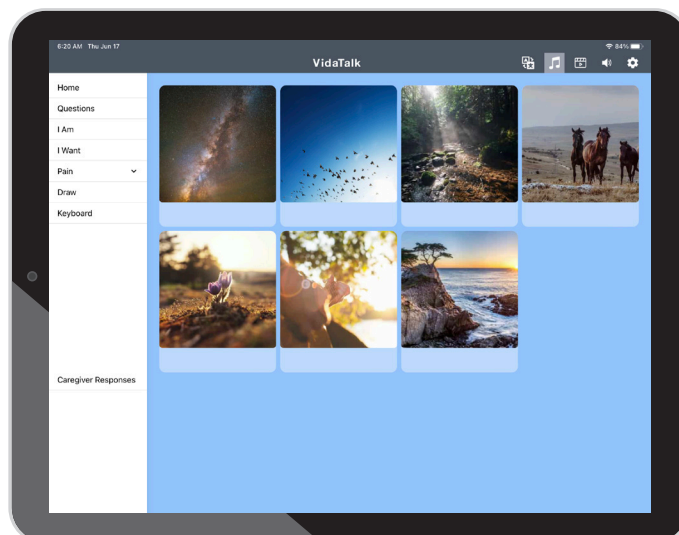 6:20 AM Thu Jun 17
84%
VidaTalk
Home
Questions
I Am
I Want
Pain
Draw
Keyboard
Caregiver Responses